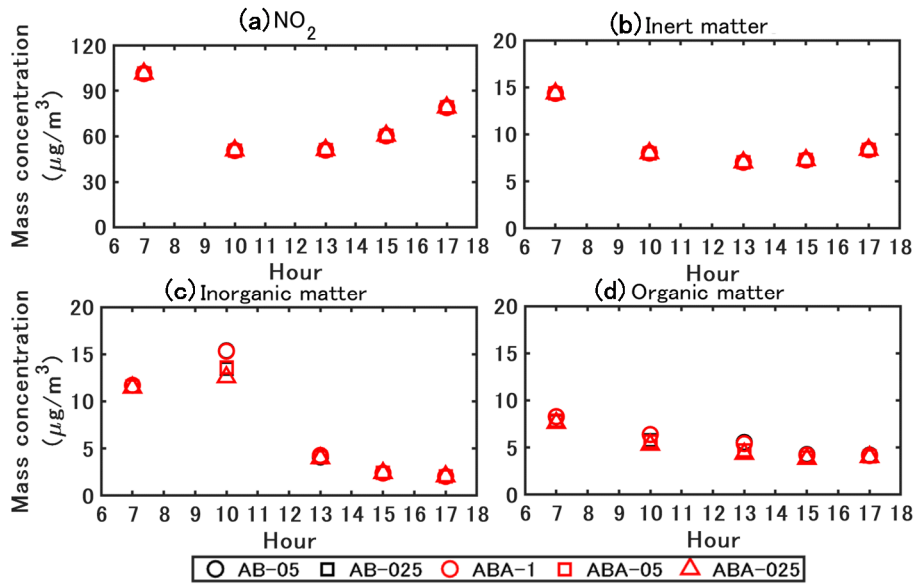 (a) NO2
(b) Inert matter
Mass concentration
(μg/m³)
120
90
60
30
0
20
15
10
5
0
6 7 8 9 10 11 12 13 14 15 16 17 18
6 7 8 9 10 11 12 13 14 15 16 17 18
Hour
Hour
(c) Inorganic matter
(d) Organic matter
Mass concentration
(μg/m³)
20
15
10
5
0
20
15
10
5
0
6 7 8 9 10 11 12 13 14 15 16 17 18
6 7 8 9 10 11 12 13 14 15 16 17 18
Hour
Hour
AB-05 AB-025 ABA-1 ABA-05 ABA-025